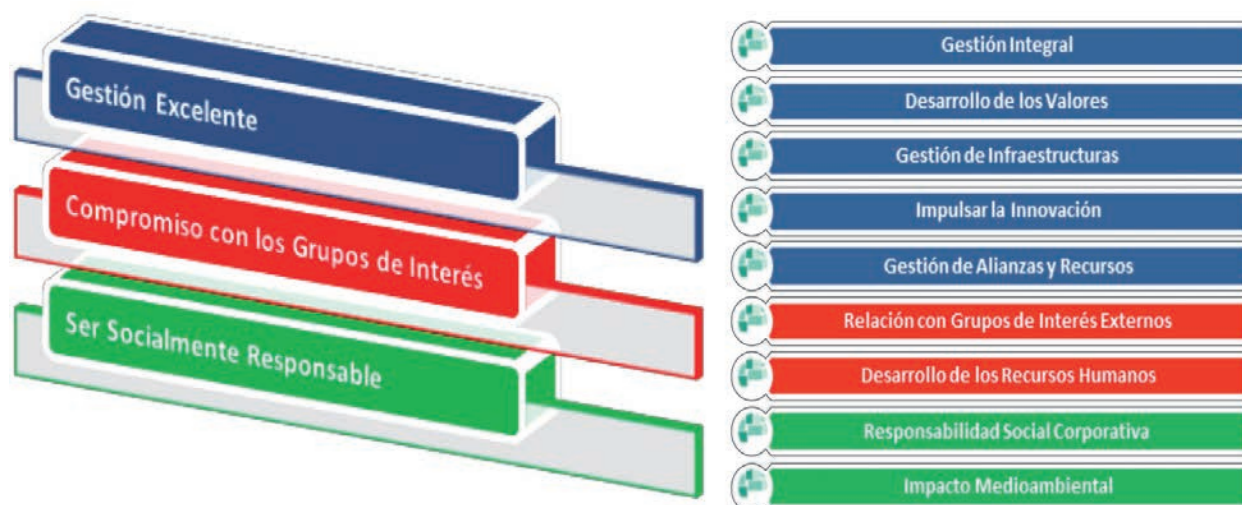 Gestión Excelente
Compromiso con los Grupos de Interés
Ser Socialmente Responsable
Gestión Integral
Desarrollo de los Valores
Gestión de Infraestructuras
Impulsar la Innovación
Gestión de Alianzas y Recursos
Relación con Grupos de Interés Externos
Desarrollo de los Recursos Humanos
Responsabilidad Social Corporativa
Impacto Medioambiental